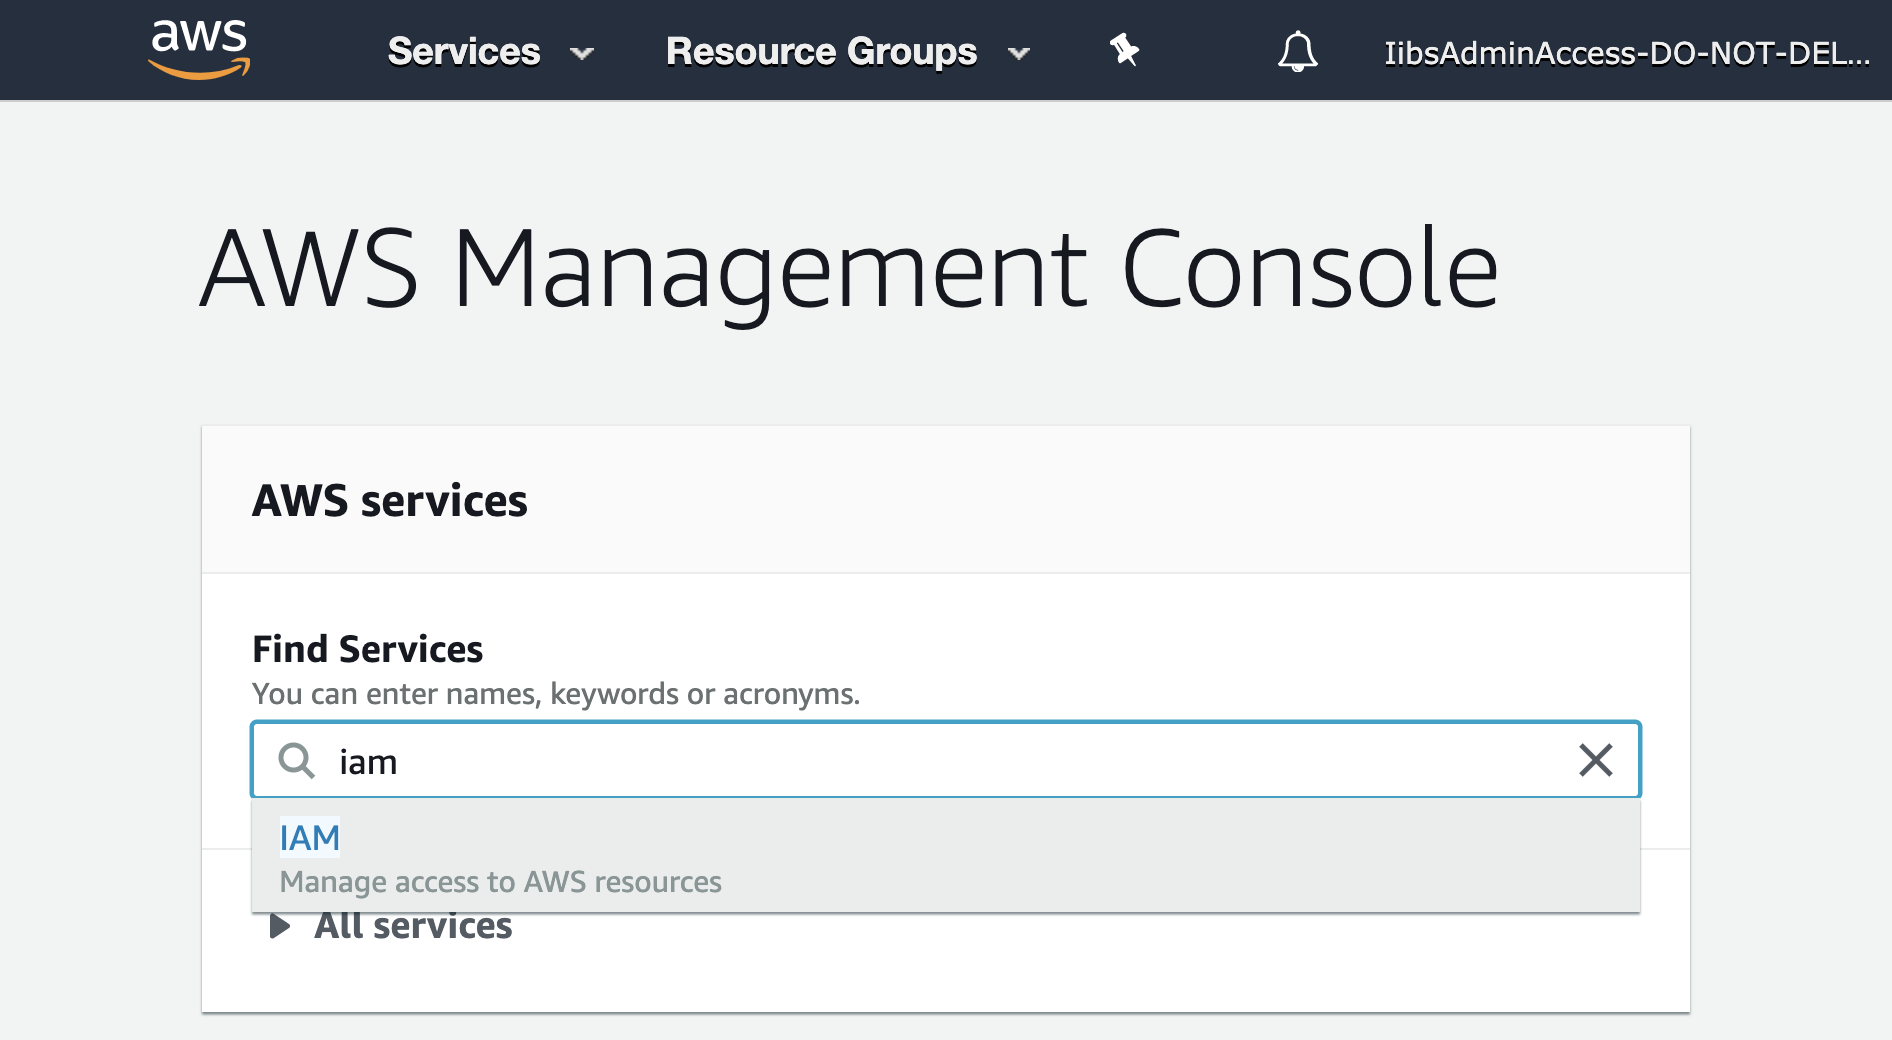 aws
Services
Resource Groups
IibsAdminAccess-DO-NOT-DEL...
AWS Management Console
AWS services
Find Services
You can enter names, keywords or acronyms.
iam
IAM
Manage access to AWS resources
All services